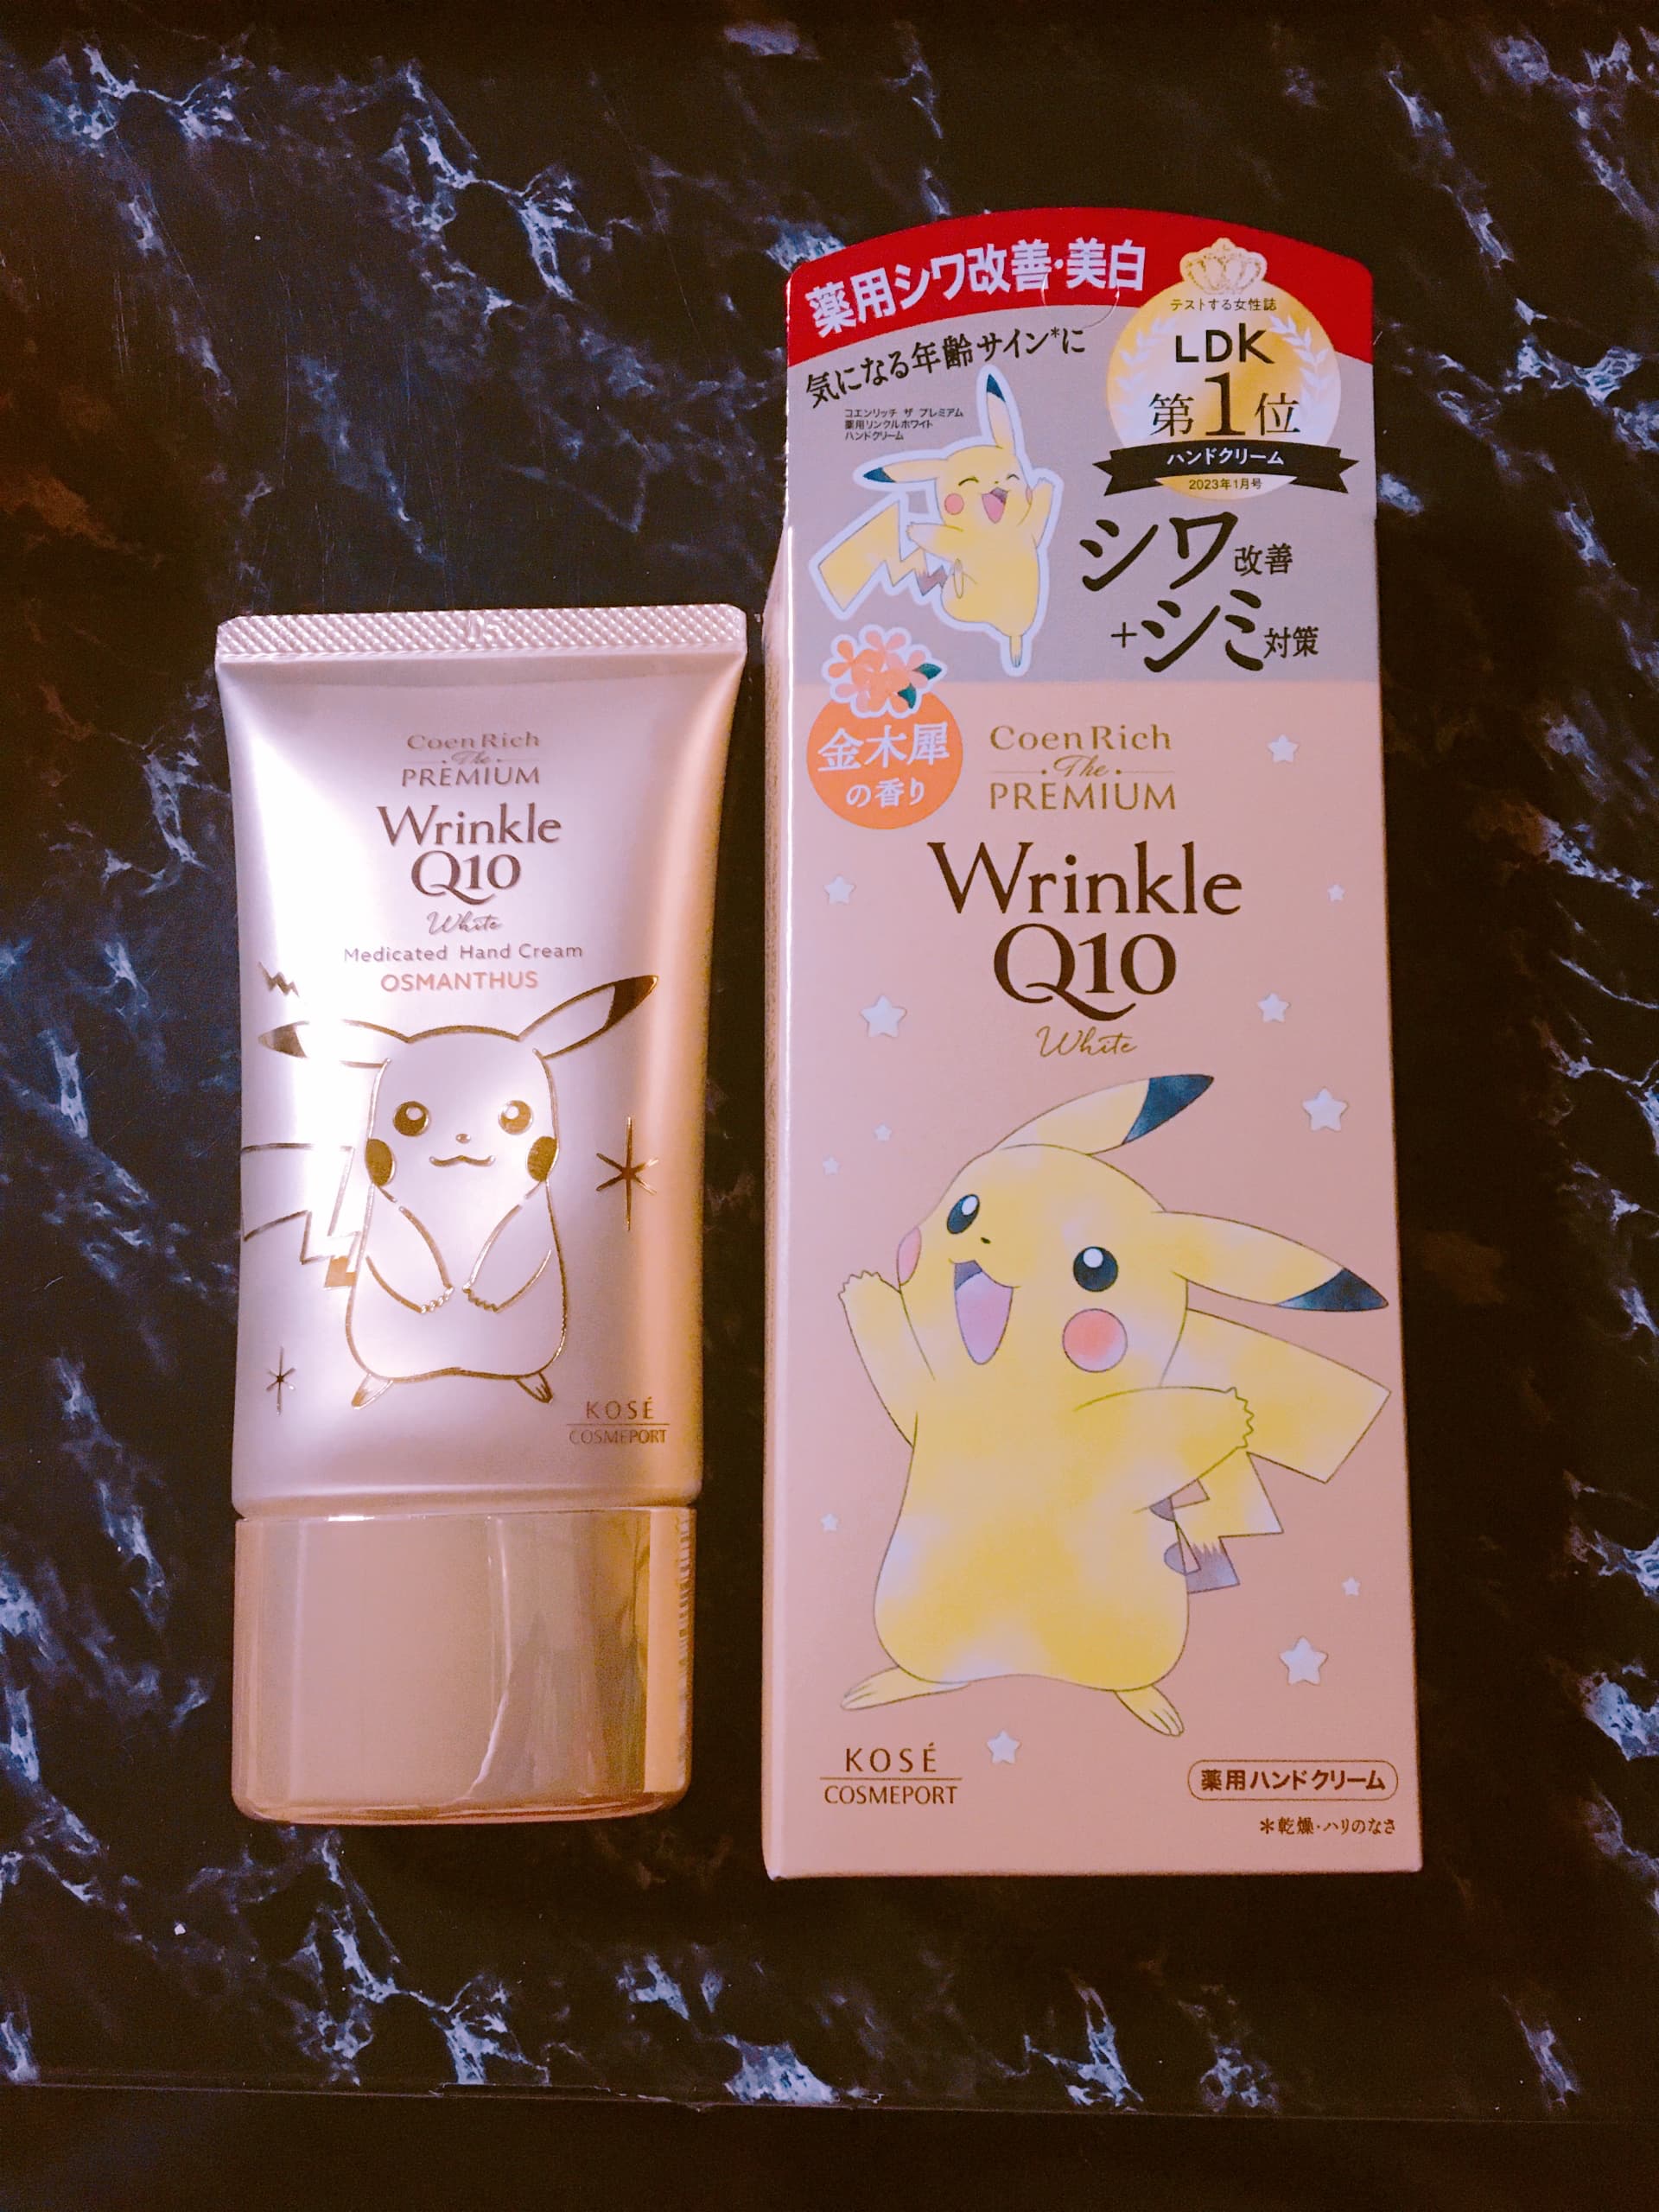 Coen Rich
The
PREMIUM
Wrinkle
Q10
White
Medicated Hand Cream
OSMANTHUS
KOSÉ
COSMEPORT
薬用シワ改善・美白
気になる年齢サイン*に
コエンリッチ ザ プレミアム
薬用リンクルホワイト
ハンドクリーム
テストする女性誌
LDK
第1位
ハンドクリーム
2023年1月号
シワ改善
+シミ対策
金木犀
の香り
Coen Rich
The
PREMIUM
Wrinkle
Q10
White
KOSÉ
COSMEPORT
薬用ハンドクリーム
*乾燥・ハリのなさ